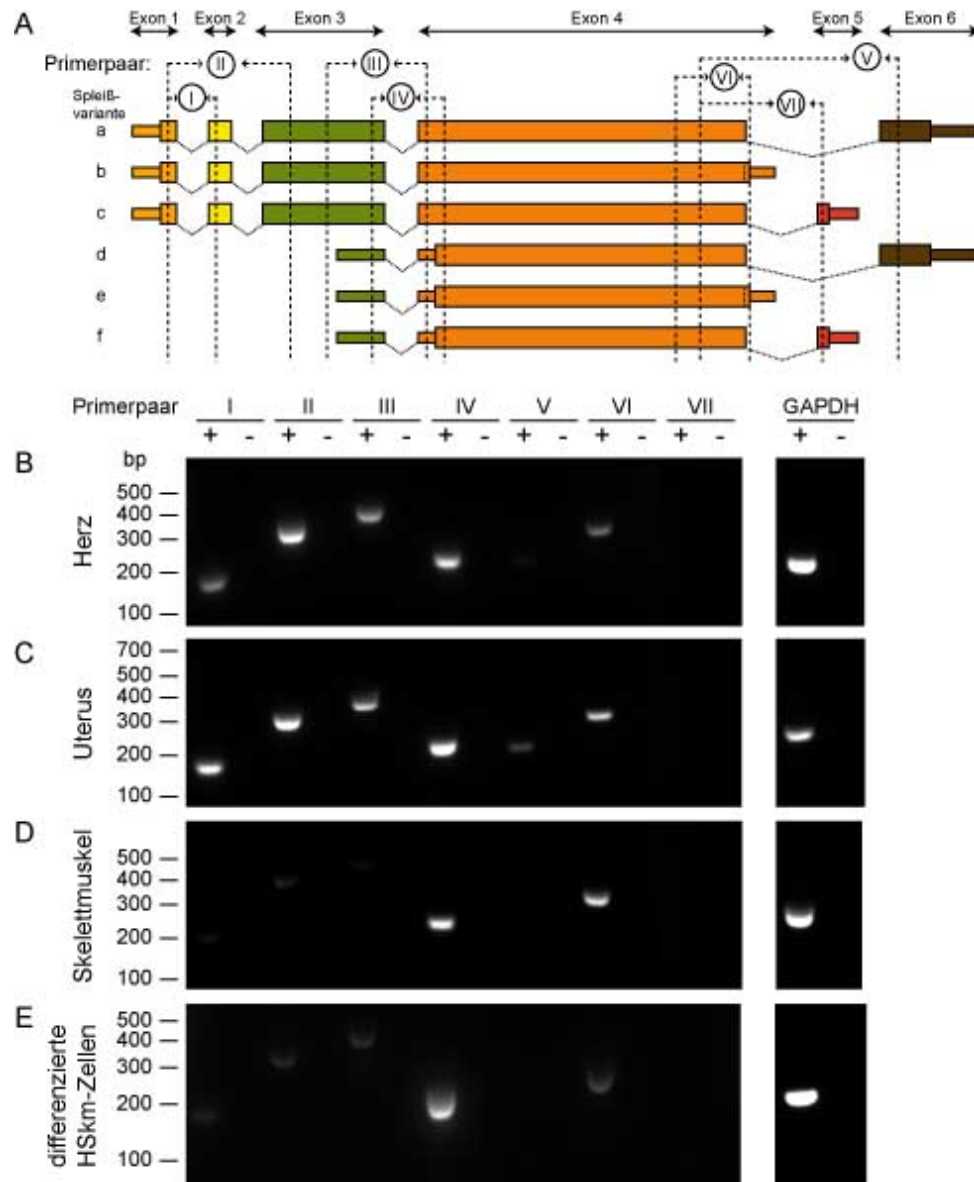 A
Exon 1 Exon 2 Exon 3 Exon 4 Exon 5 Exon 6
Primerpaar: II III V
VI
I IV VII
Spleiß-
variante
a
b
c
d
e
f
Primerpaar I II III IV V VI VII GAPDH
+ - + - + - + - + - + - + - + -
B
bp
Herz
500
400
300
200
100
C
Uterus
700
500
400
300
200
100
D
Skelettmuskel
500
400
300
200
100
E
differenzierte
HSkm-Zellen
500
400
300
200
100